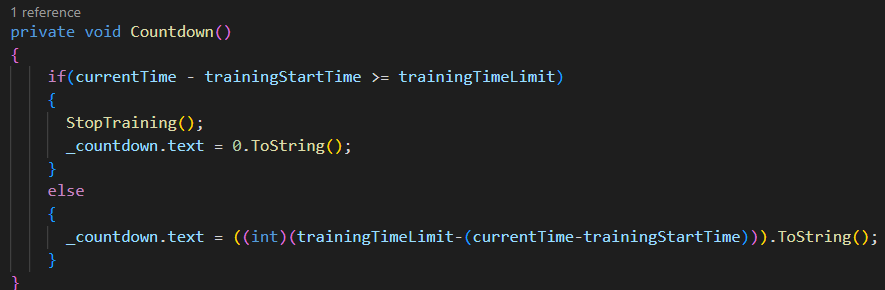 1 reference
private void Countdown()
{
if(currentTime - trainingStartTime >= trainingTimeLimit)
{
StopTraining();
_countdown.text = 0.ToString();
}
else
{
_countdown.text = ((int)(trainingTimeLimit-(currentTime-trainingStartTime))).ToString();
}
}